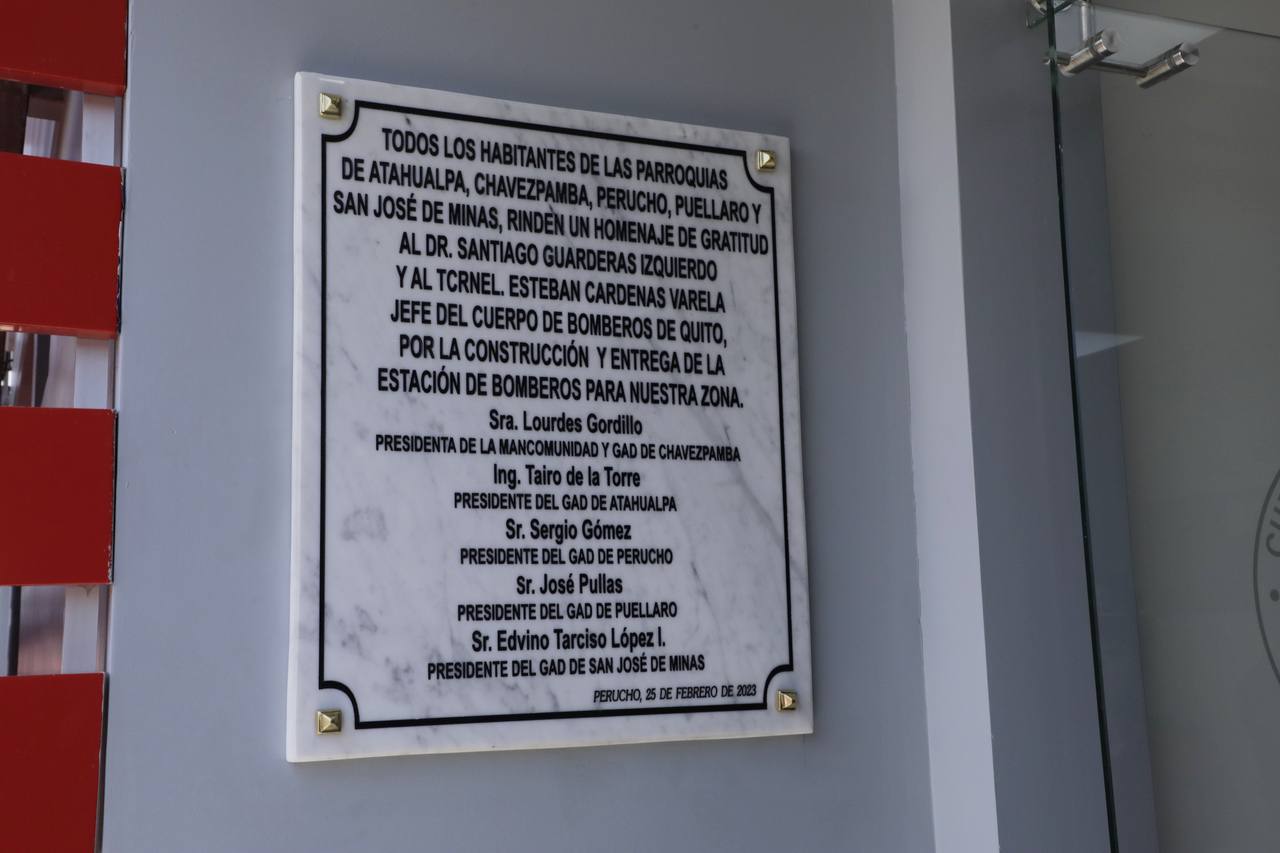 TODOS LOS HABITANTES DE LAS PARROQUIAS
DE ATAHUALPA, CHAVEZPAMBA, PERUCHO, PUELLARO Y
SAN JOSÉ DE MINAS, RINDEN UN HOMENAJE DE GRATITUD
AL DR. SANTIAGO GUARDERAS IZQUIERDO
Y AL TCRNEL. ESTEBAN CARDENAS VARELA
JEFE DEL CUERPO DE BOMBEROS DE QUITO,
POR LA CONSTRUCCIÓN Y ENTREGA DE LA
ESTACIÓN DE BOMBEROS PARA NUESTRA ZONA.
Sra. Lourdes Gordillo
PRESIDENTA DE LA MANCOMUNIDAD Y GAD DE CHAVEZPAMBA
Ing. Tairo de la Torre
PRESIDENTE DEL GAD DE ATAHUALPA
Sr. Sergio Gómez
PRESIDENTE DEL GAD DE PERUCHO
Sr. José Pullas
PRESIDENTE DEL GAD DE PUELLARO
Sr. Edvino Tarciso López I.
PRESIDENTE DEL GAD DE SAN JOSÉ DE MINAS
PERUCHO, 25 DE FEBRERO DE 2023